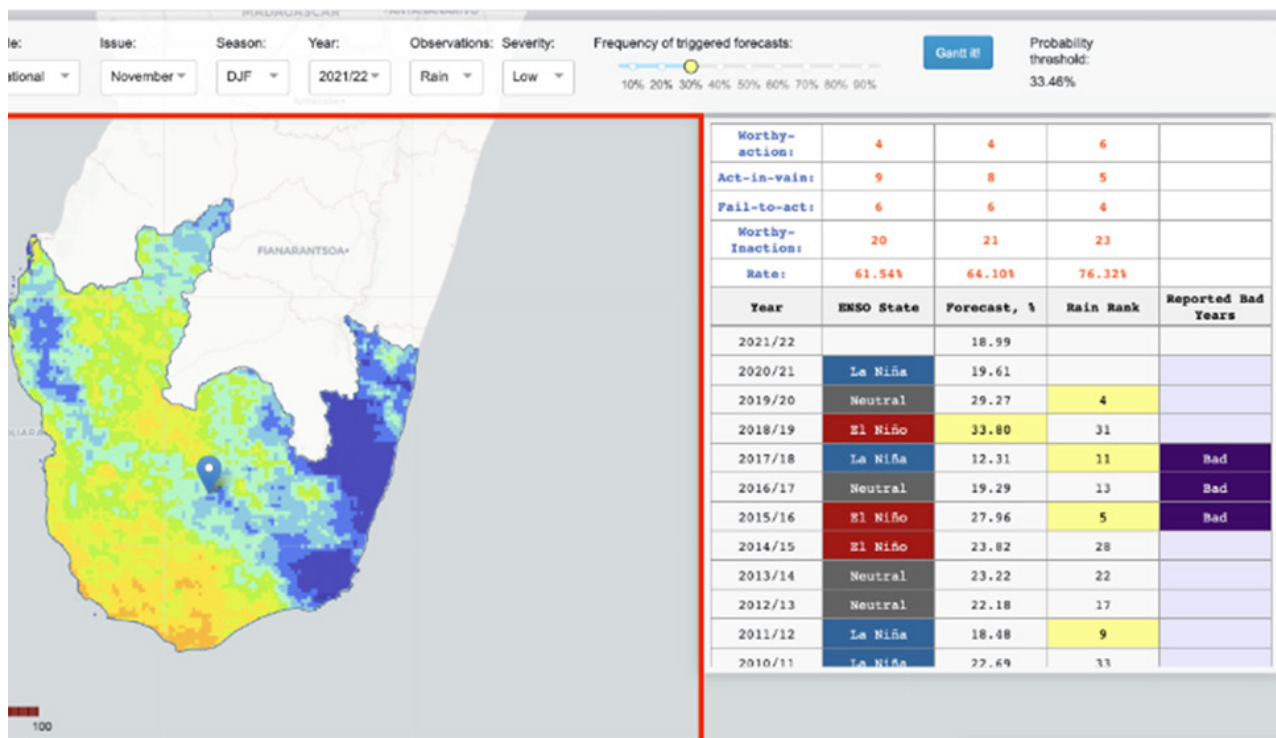 MADAGASCAR
ANTANANARIVO
le: Issue: Season: Year: Observations: Severity: Frequency of triggered forecasts: Probability threshold:
ational November DJF 2021/22 Rain Low Gantt it! 33.46%
10% 20% 30% 40% 50% 60% 70% 80% 90%
FIANARANTSOA
100
Worthy-action: 4 4 6
Act-in-vain: 9 8 5
Fail-to-act: 6 6 4
Worthy-Inaction: 20 21 23
Rate: 61.54% 64.10% 76.32%
Year ENSO State Forecast, % Rain Rank Reported Bad Years
2021/22 18.99
2020/21 La Niña 19.61
2019/20 Neutral 29.27 4
2018/19 El Niño 33.80 31
2017/18 La Niña 12.31 11 Bad
2016/17 Neutral 19.29 13 Bad
2015/16 El Niño 27.96 5 Bad
2014/15 El Niño 23.82 28
2013/14 Neutral 23.22 22
2012/13 Neutral 22.18 17
2011/12 La Niña 18.48 9
2010/11 La Niña 22.69 33